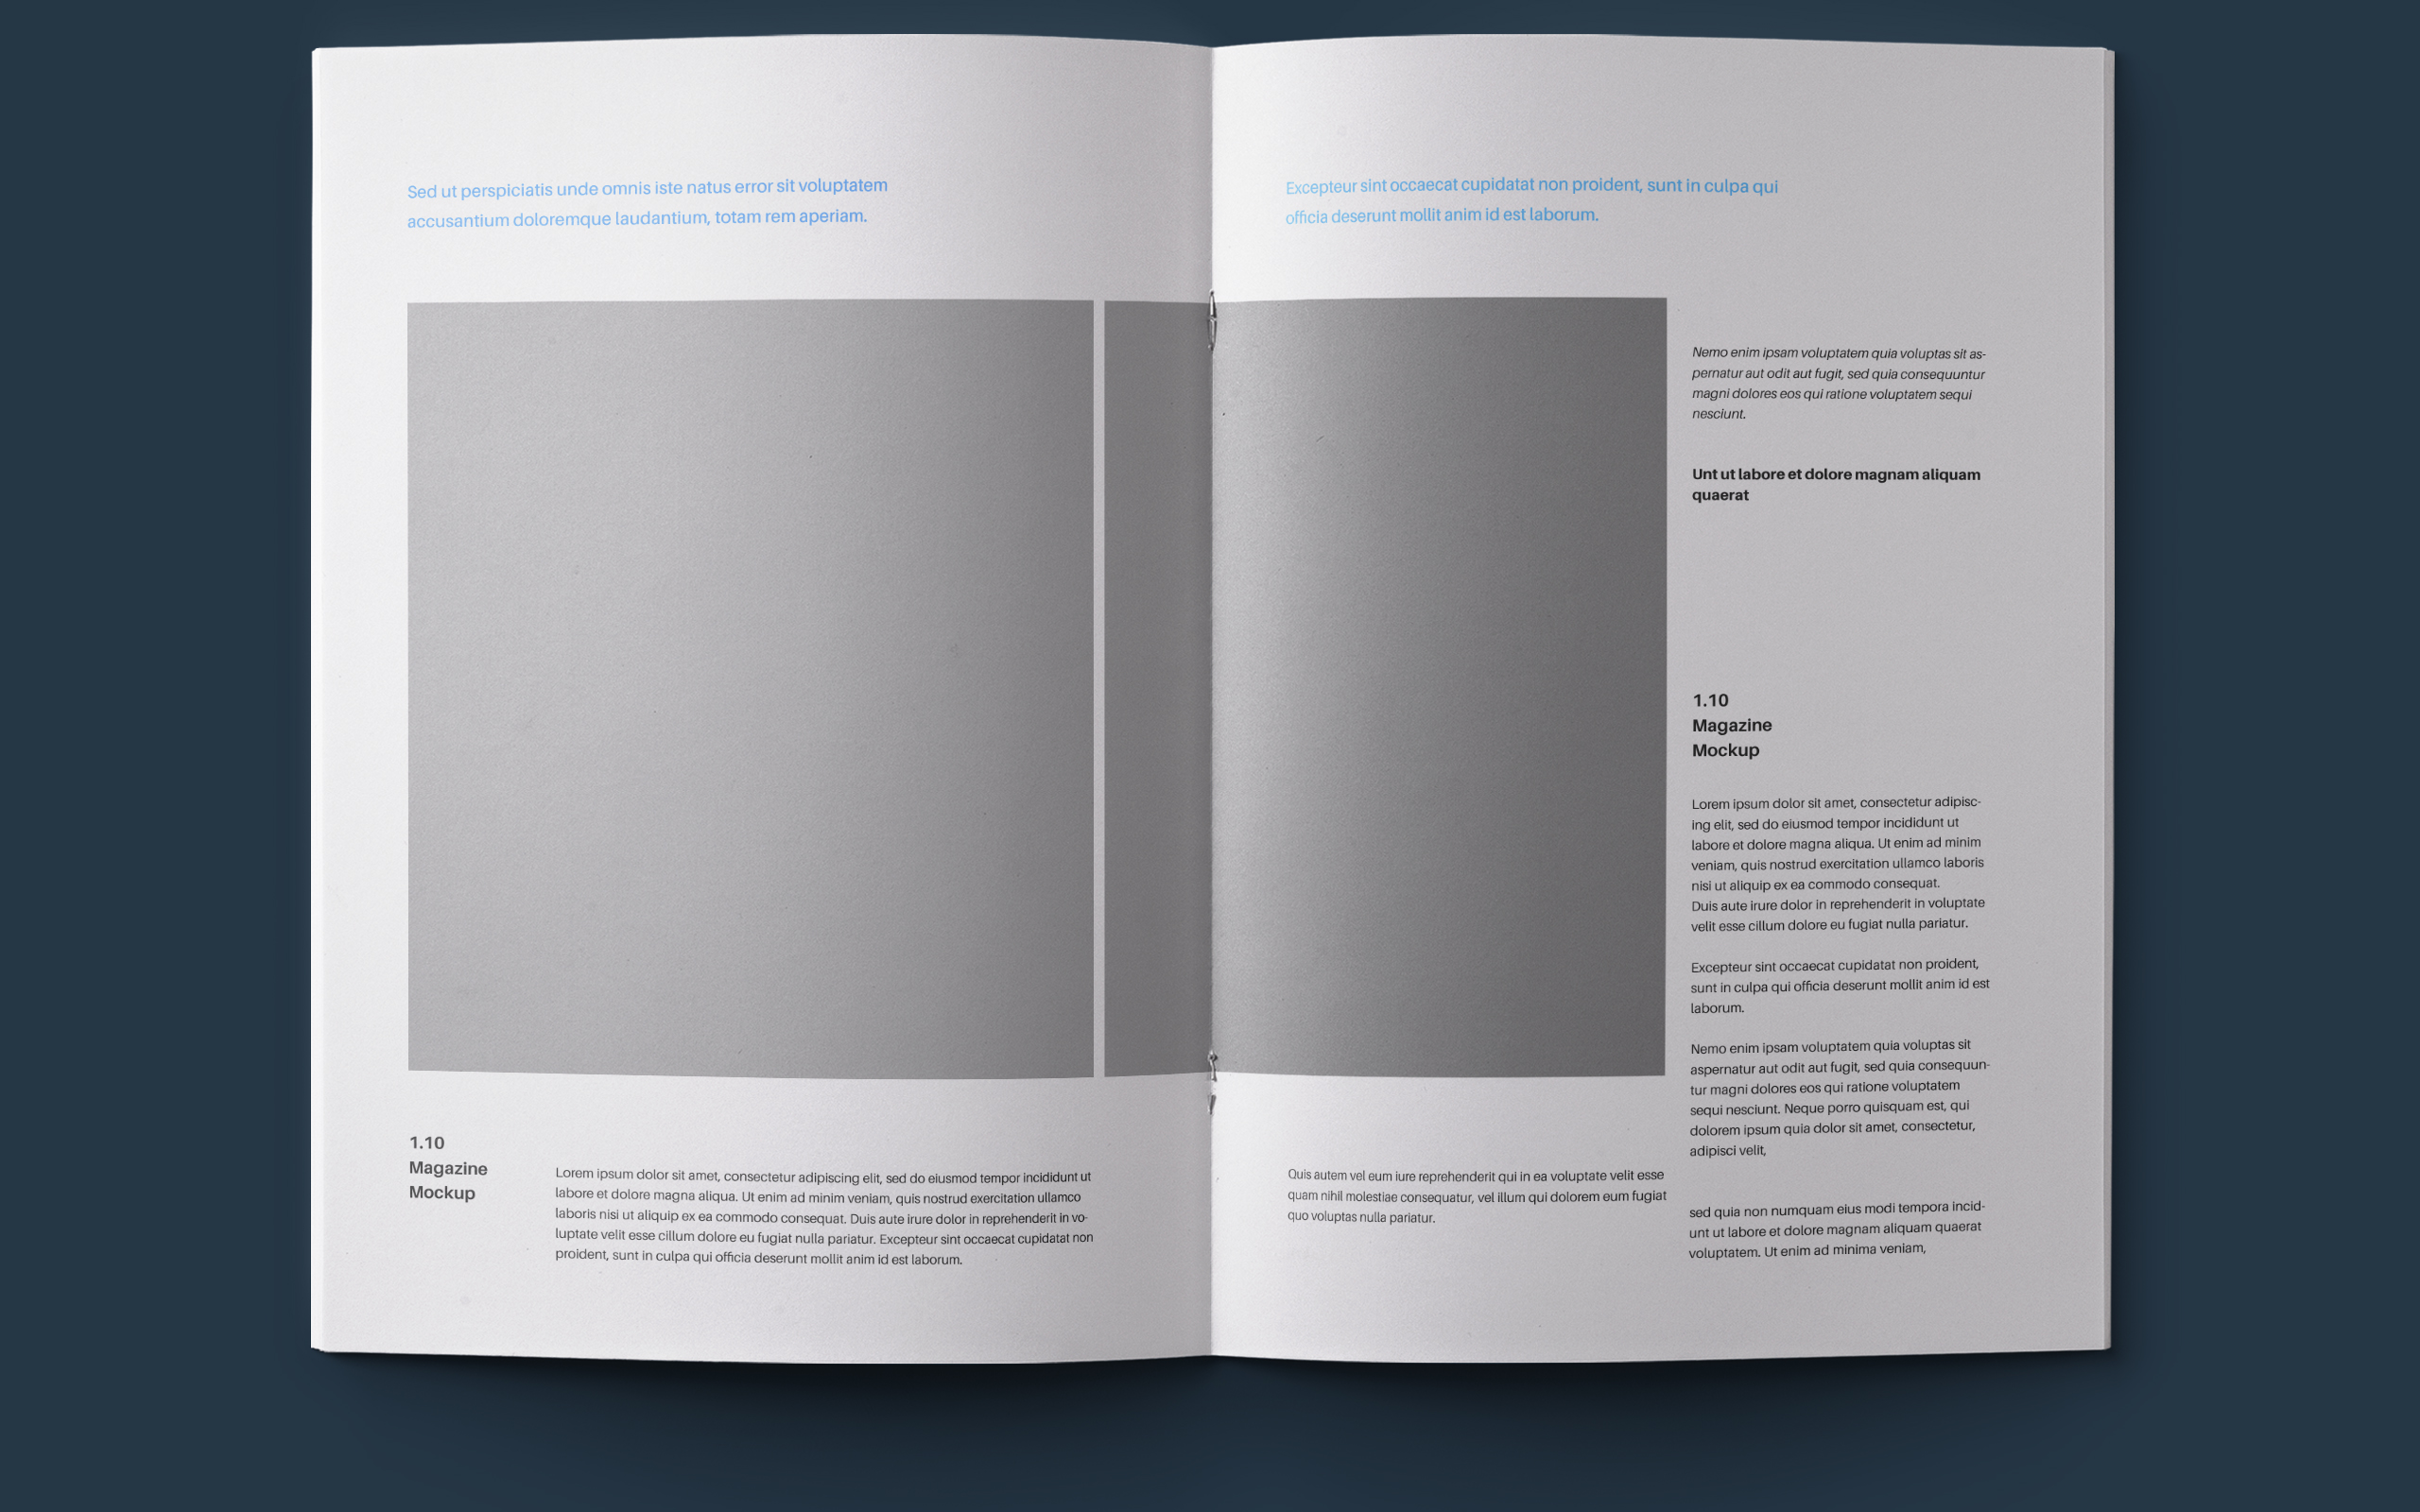 Sed ut perspiciatis unde omnis iste natus error sit voluptatem
accusantium doloremque laudantium, totam rem aperiam.
1.10
Magazine
Mockup
Lorem ipsum dolor sit amet, consectetur adipiscing elit, sed do eiusmod tempor incididunt ut
labore et dolore magna aliqua. Ut enim ad minim veniam, quis nostrud exercitation ullamco
laboris nisi ut aliquip ex ea commodo consequat. Duis aute irure dolor in reprehenderit in vo-
luptate velit esse cillum dolore eu fugiat nulla pariatur. Excepteur sint occaecat cupidatat non
proident, sunt in culpa qui officia deserunt mollit anim id est laborum.
Excepteur sint occaecat cupidatat non proident, sunt in culpa qui
officia deserunt mollit anim id est laborum.
Quis autem vel eum iure reprehenderit qui in ea voluptate velit esse
quam nihil molestiae consequatur, vel illum qui dolorem eum fugiat
quo voluptas nulla pariatur.
Nemo enim ipsam voluptatem quia voluptas sit as-
pernatur aut odit aut fugit, sed quia consequuntur
magni dolores eos qui ratione voluptatem sequi
nesciunt.
Unt ut labore et dolore magnam aliquam
quaerat
1.10
Magazine
Mockup
Lorem ipsum dolor sit amet, consectetur adipisc-
ing elit, sed do eiusmod tempor incididunt ut
labore et dolore magna aliqua. Ut enim ad minim
veniam, quis nostrud exercitation ullamco laboris
nisi ut aliquip ex ea commodo consequat.
Duis aute irure dolor in reprehenderit in voluptate
velit esse cillum dolore eu fugiat nulla pariatur.
Excepteur sint occaecat cupidatat non proident,
sunt in culpa qui officia deserunt mollit anim id est
laborum.
Nemo enim ipsam voluptatem quia voluptas sit
aspernatur aut odit aut fugit, sed quia consequun-
tur magni dolores eos qui ratione voluptatem
sequi nesciunt. Neque porro quisquam est, qui
dolorem ipsum quia dolor sit amet, consectetur,
adipisci velit,
sed quia non numquam eius modi tempora incid-
unt ut labore et dolore magnam aliquam quaerat
voluptatem. Ut enim ad minima veniam,